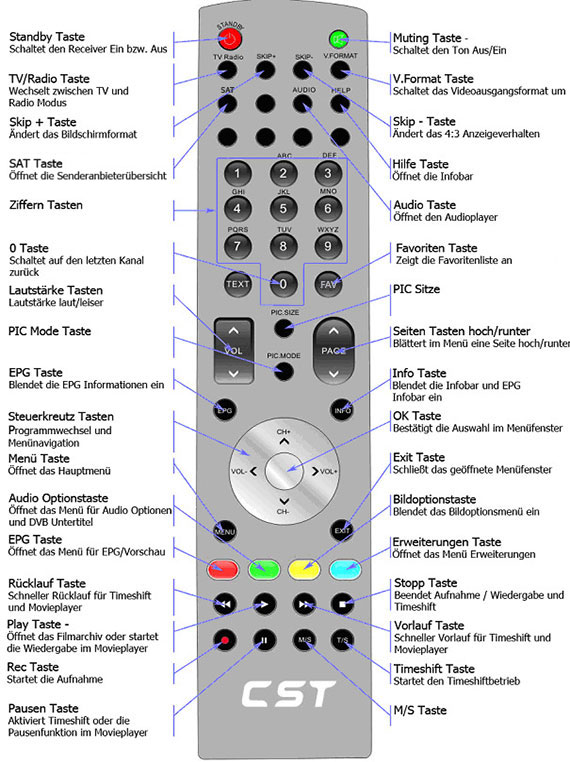 Standby Taste
Schaltet den Receiver Ein bzw. Aus
TV/Radio Taste
Wechselt zwischen TV und
Radio Modus
Skip + Taste
Ändert das Bildschirmformat
SAT Taste
Öffnet die Senderanbieterübersicht
Ziffern Tasten
0 Taste
Schaltet auf den letzten Kanal
zurück
Lautstärke Tasten
Lautstärke laut/leiser
PIC Mode Taste
EPG Taste
Blendet die EPG Informationen ein
Steuerkreutz Tasten
Programmwechsel und
Menünavigation
Menü Taste
Öffnet das Hauptmenü
Audio Optionstaste
Öffnet das Menü für Audio Optionen
und DVB Untertitel
EPG Taste
Öffnet das Menü für EPG/Vorschau
Rücklauf Taste
Schneller Rücklauf für Timeshift
und Movieplayer
Play Taste -
Öffnet das Filmarchiv oder startet
die Wiedergabe im Movieplayer
Rec Taste
Startet die Aufnahme
Pausen Taste
Aktiviert Timeshift oder die
Pausenfunktion im Movieplayer
STANDBY
TV Radio SKIP+ SKIP- V.FORMAT
SAT AUDIO HELP
ABC DEF
1 2 3
GHI JKL MNO
4 5 6
PQRS TUV WXYZ
7 8 9
TEXT 0 FAV
PIC.SIZE
VOL PAGE
PIC.MODE
EPG INFO
CH+
VOL- VOL+
CH-
MENU EXIT
M/S T/S
CST
Muting Taste -
Schaltet den Ton Aus/Ein
V.Format Taste
Schaltet das Videoausgangsformat um
Skip - Taste
Ändert das 4:3 Anzeigeverhalten
Hilfe Taste
Öffnet die Infobar
Audio Taste
Öffnet den Audioplayer
Favoriten Taste
Zeigt die Favoritenliste an
PIC Sitze
Seiten Tasten hoch/runter
Blättert im Menü eine Seite hoch/runter
Info Taste
Blendet die Infobar und EPG
Infobar ein
OK Taste
Bestätigt die Auswahl im Menüfenster
Exit Taste
Schließt das geöffnete Menüfenster
Bildoptionstaste
Blendet das Bildoptionsmenü ein
Erweiterungen Taste
Öffnet das Menü Erweiterungen
Stopp Taste
Beendet Aufnahme / Wiedergabe und
Timeshift
Vorlauf Taste
Schneller Vorlauf für Timeshift und
Movieplayer
Timeshift Taste
Startet den Timeshiftbetrieb
M/S Taste